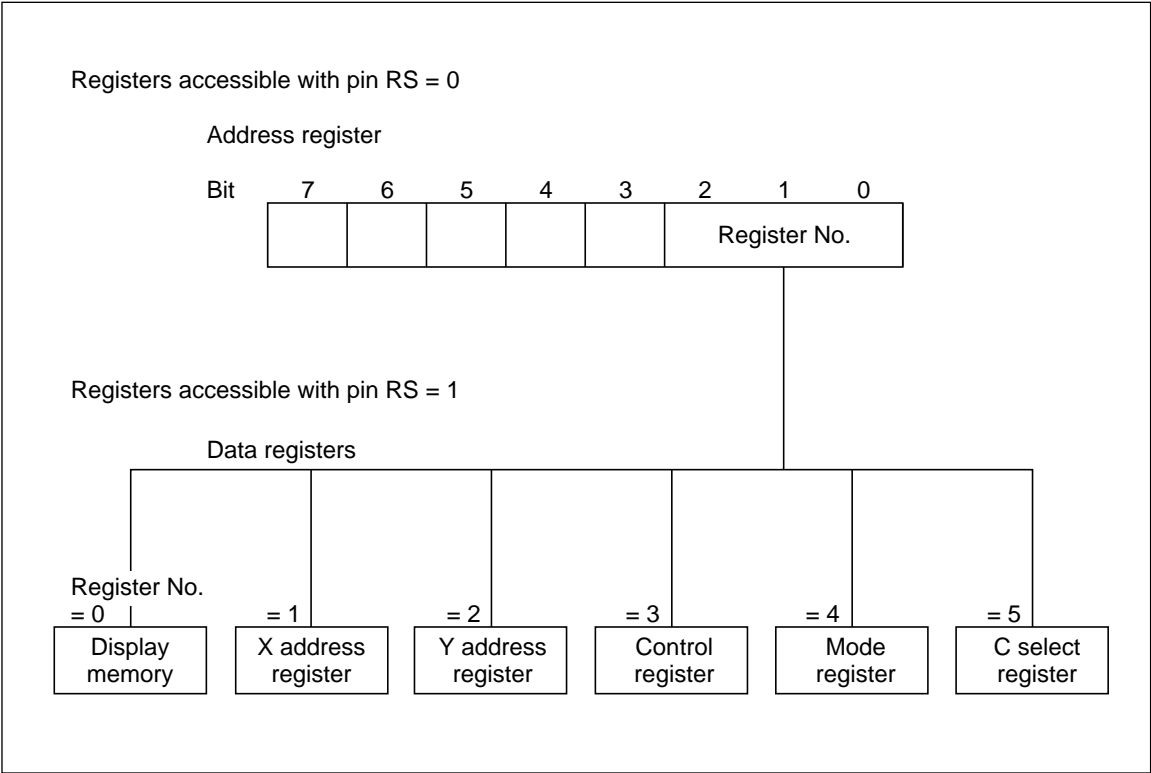 Registers accessible with pin RS = 0
Address register
Bit 7 6 5 4 3 2 1 0
Register No.
Registers accessible with pin RS = 1
Data registers
Register No.
= 0 = 1 = 2 = 3 = 4 = 5
Display memory
X address register
Y address register
Control register
Mode register
C select register